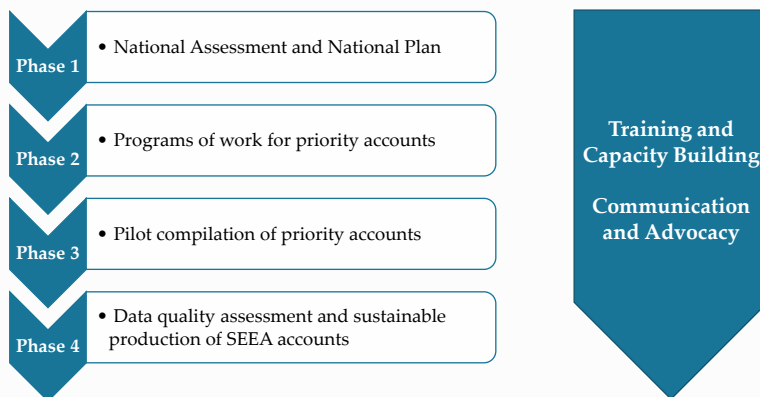 Phase 1
• National Assessment and National Plan
Phase 2
• Programs of work for priority accounts
Phase 3
• Pilot compilation of priority accounts
Phase 4
• Data quality assessment and sustainable
production of SEEA accounts
Training and
Capacity Building
Communication
and Advocacy